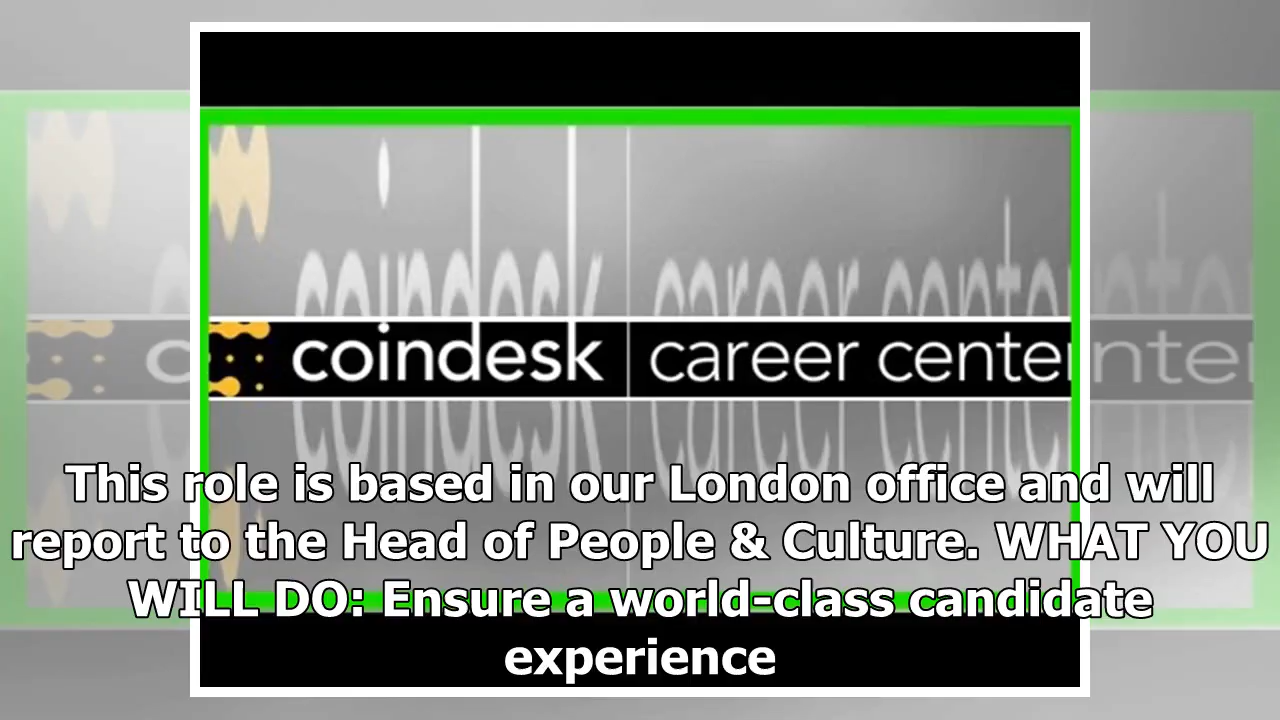 coindesk career cente
This role is based in our London office and will
report to the Head of People & Culture. WHAT YOU
WILL DO: Ensure a world-class candidate
experience